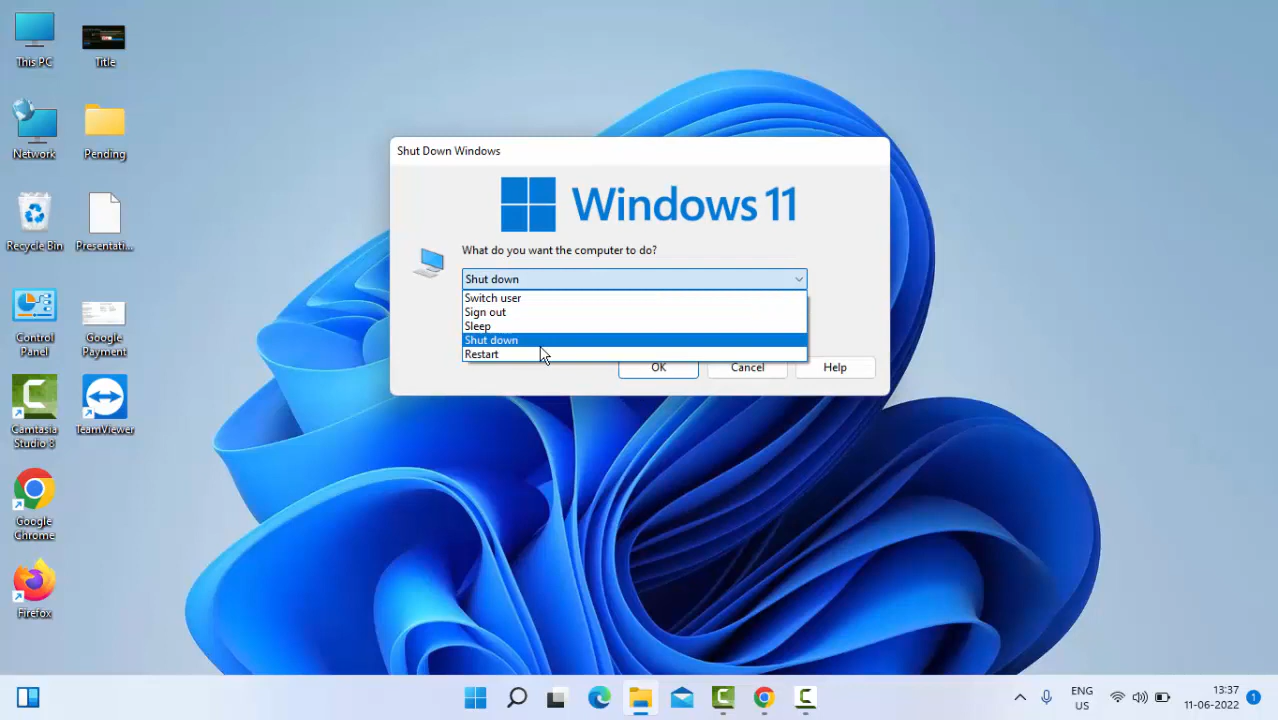 This PC
Title
Network
Pending
Recycle Bin
Presentati...
Control
Panel
Google
Payment
Camtasia
Studio 8
TeamViewer
Google
Chrome
Firefox
Shut Down Windows
Windows 11
What do you want the computer to do?
Shut down
Switch user
Sign out
Sleep
Shut down
Restart
OK
Cancel
Help
ENG
US
13:37
11-06-2022
1